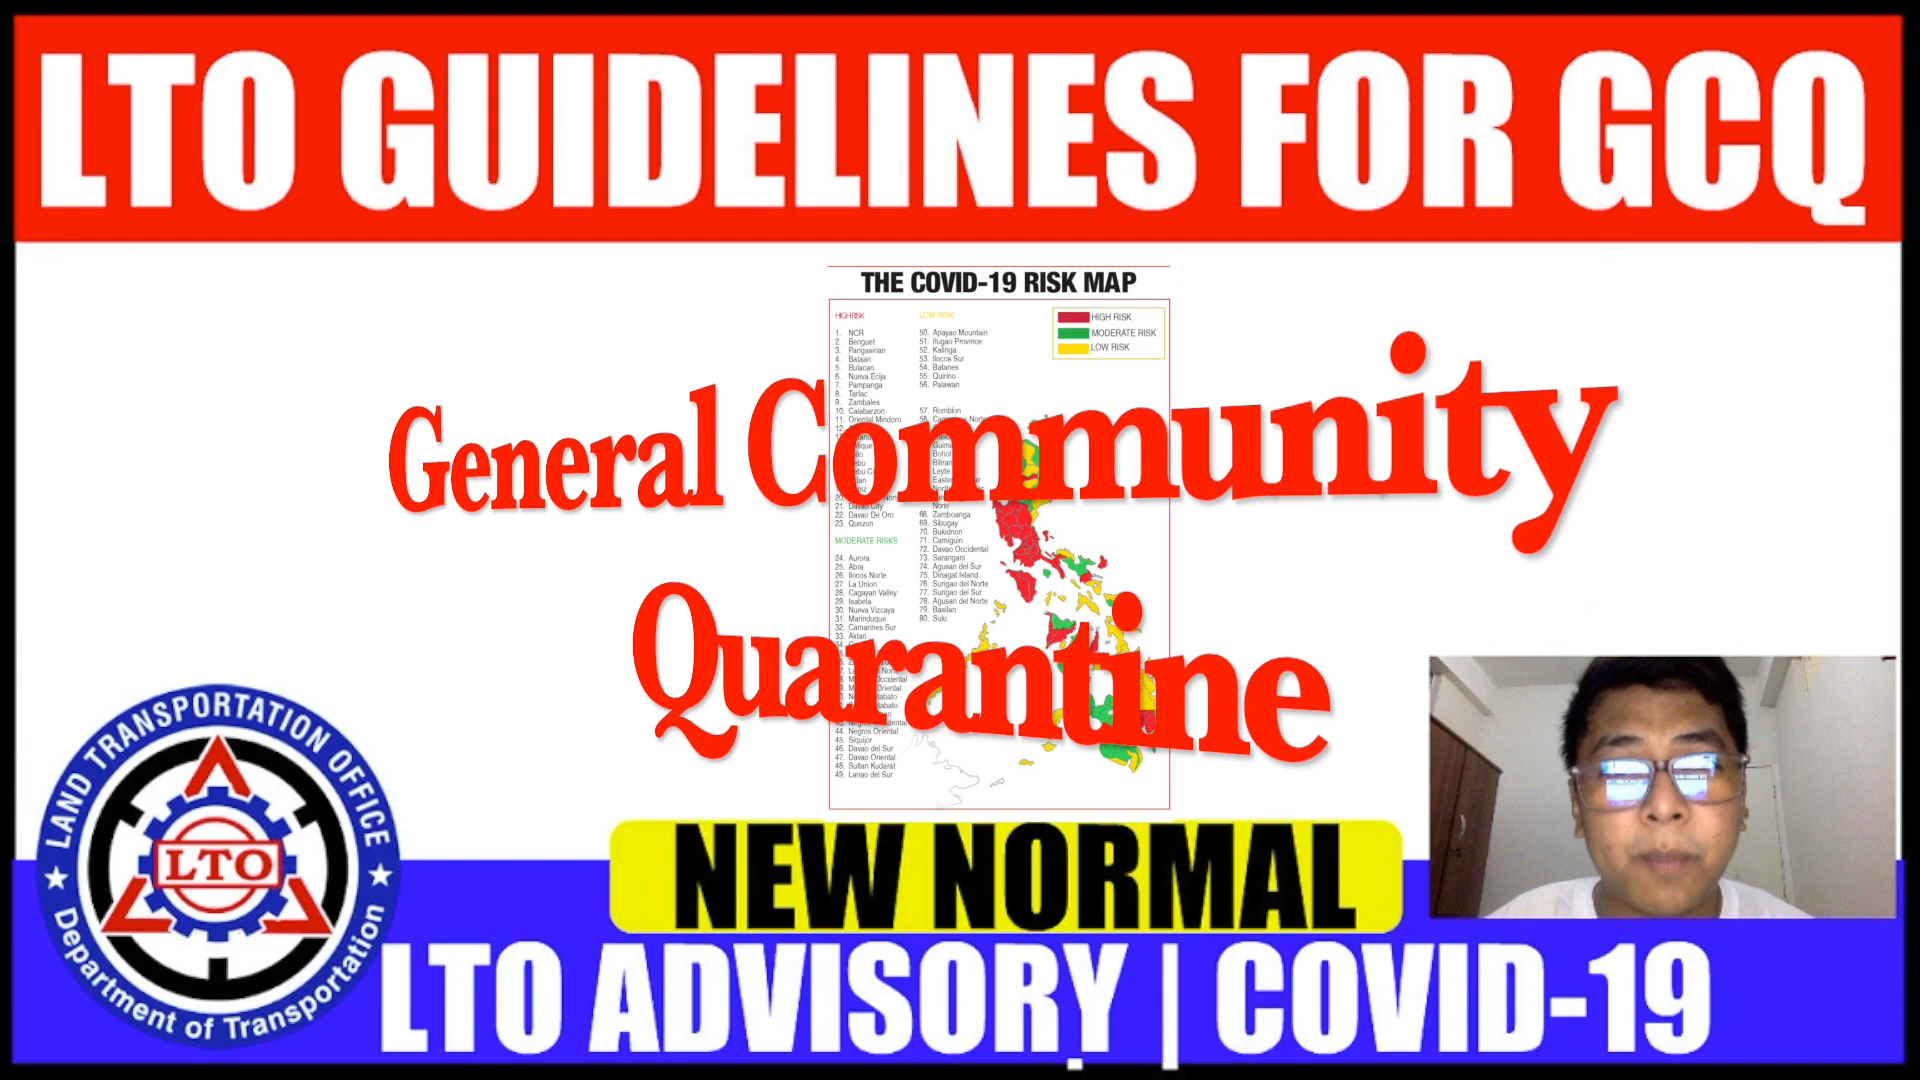 LTO GUIDELINES FOR GCQ
THE COVID-19 RISK MAP
HIGH RISK
1. NCR
2. Benguet
3. Pangasinan
4. Bataan
5. Bulacan
6. Nueva Ecija
7. Pampanga
8. Tarlac
9. Zambales
10. Calabarzon
11. Oriental Mindoro
21. Davao City
22. Davao De Oro
23. Quezon
MODERATE RISKS
24. Aurora
25. Abra
26. Ilocos Norte
27. La Union
28. Cagayan Valley
29. Isabela
30. Nueva Vizcaya
31. Marinduque
32. Camarines Sur
33. Aklan
44. Negros Oriental
45. Siquijor
46. Davao del Sur
47. Davao Oriental
48. Sultan Kudarat
49. Lanao del Sur
LOW RISK
50. Apayao Mountain
51. Ifugao Province
52. Kalinga
53. Ilocos Sur
54. Batanes
55. Quirino
56. Palawan
57. Romblon
Bohol
Biliran
Leyte
Norte
68. Zamboanga
69. Sibugay
70. Bukidnon
71. Camiguin
72. Davao Occidental
73. Sarangani
74. Agusan del Sur
75. Dinagat Island
76. Surigao del Norte
77. Surigao del Sur
78. Agusan del Norte
79. Basilan
80. Sulu
HIGH RISK
MODERATE RISK
LOW RISK
General Community
Quarantine
LAND TRANSPORTATION OFFICE
LTO
Department of Transportation
NEW NORMAL
LTO ADVISORY | COVID-19